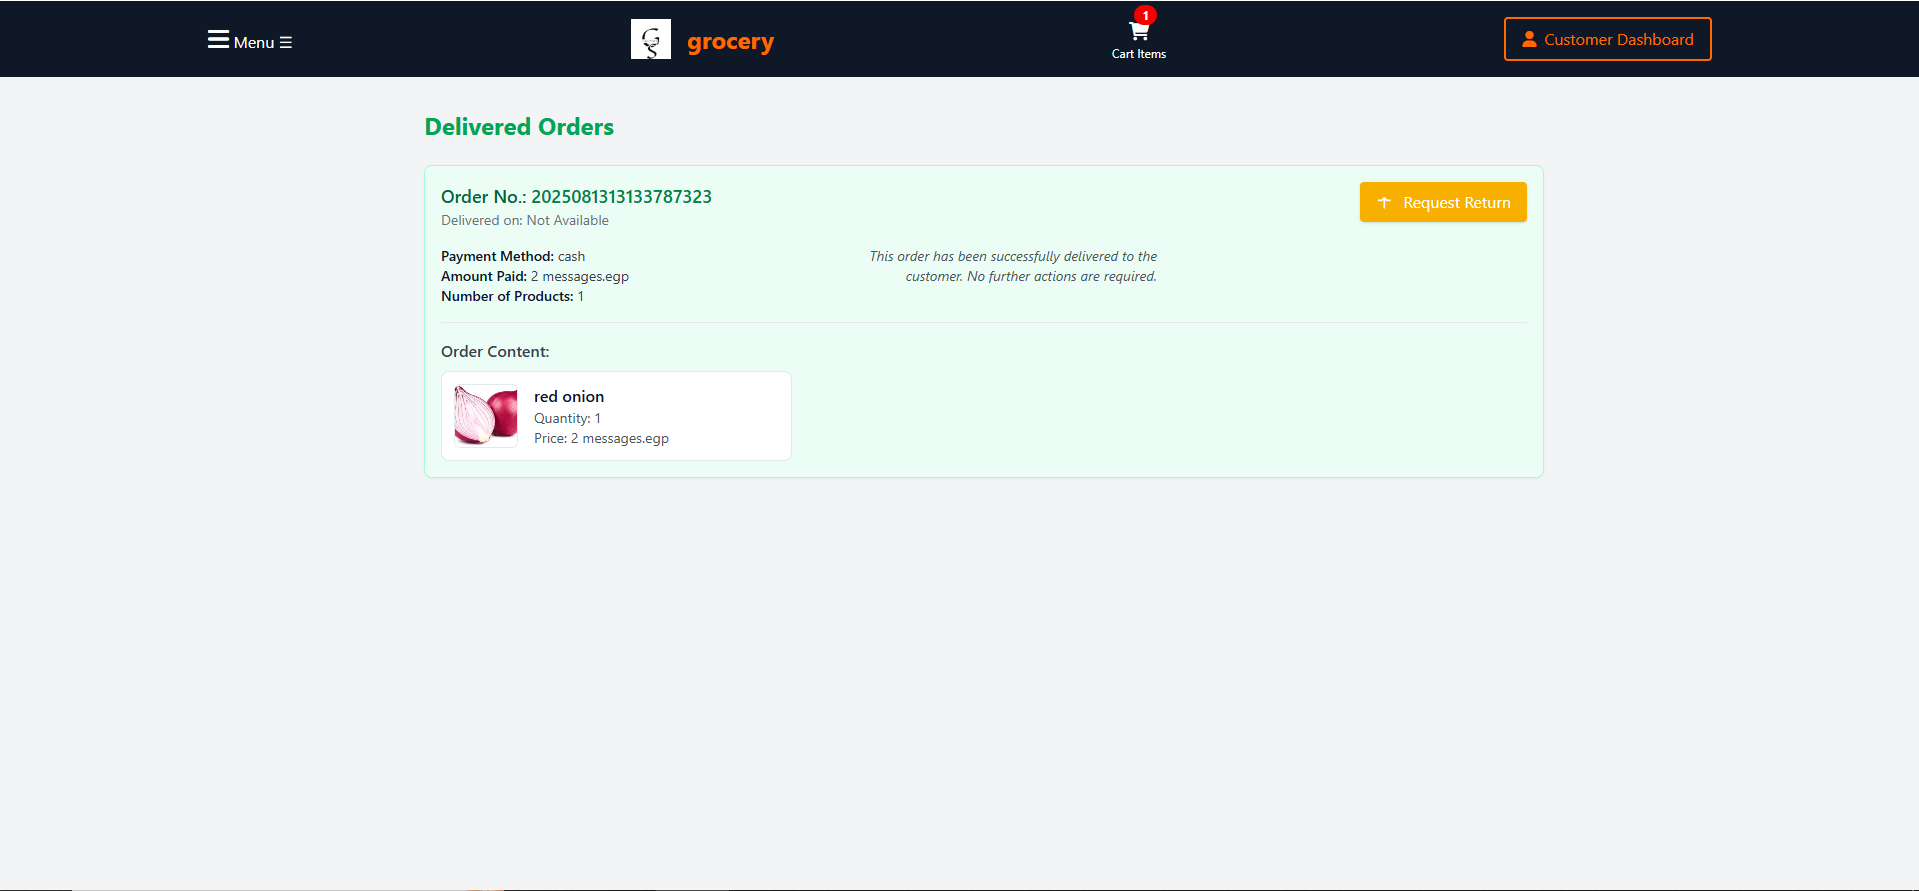 Menu ☰
GS
grocery
1
Cart Items
Customer Dashboard
Delivered Orders
Order No.: 2025081313133787323
Delivered on: Not Available
Request Return
Payment Method: cash
Amount Paid: 2 messages.egp
Number of Products: 1
This order has been successfully delivered to the
customer. No further actions are required.
Order Content:
red onion
Quantity: 1
Price: 2 messages.egp